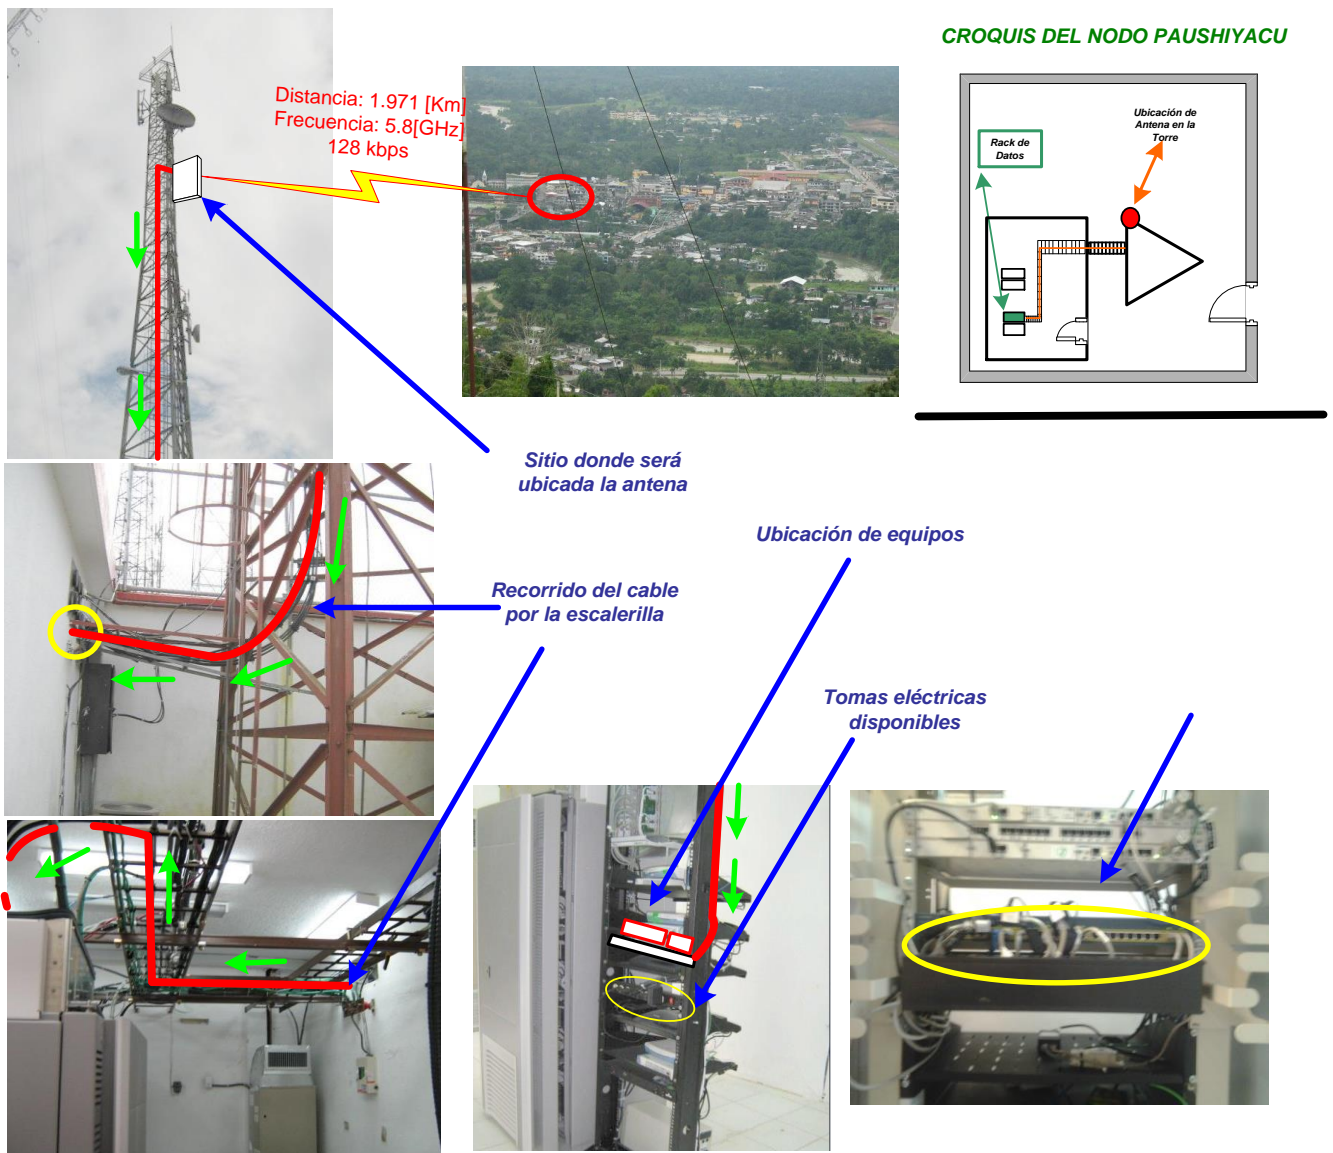 CROQUIS DEL NODO PAUSHIYACU
Distancia: 1.971 [Km]
Frecuencia: 5.8[GHz]
128 kbps
Ubicación de
Antena en la
Torre
Rack de
Datos
Sitio donde será
ubicada la antena
Ubicación de equipos
Recorrido del cable
por la escalerilla
Tomas eléctricas
disponibles